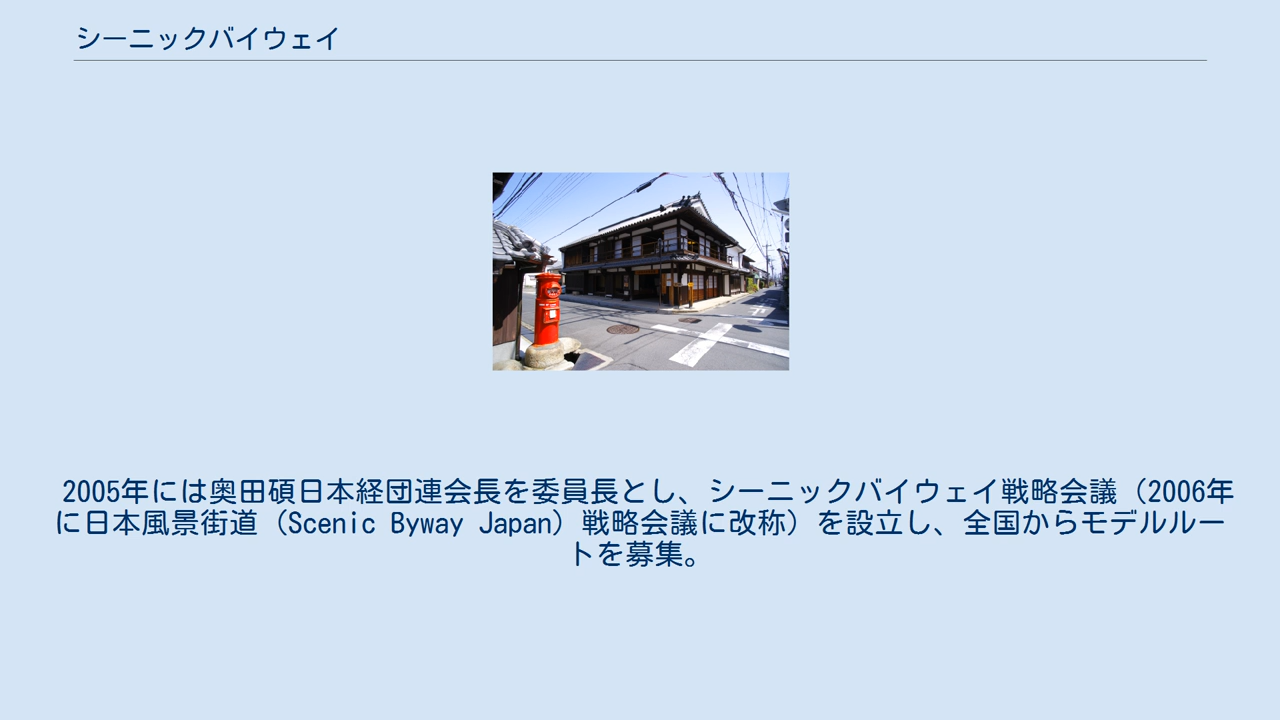 シーニックバイウェイ
2005年には奥田碩日本経団連会長を委員長とし、シーニックバイウェイ戦略会議（2006年
に日本風景街道（Scenic Byway Japan）戦略会議に改称）を設立し、全国からモデルルー
トを募集。